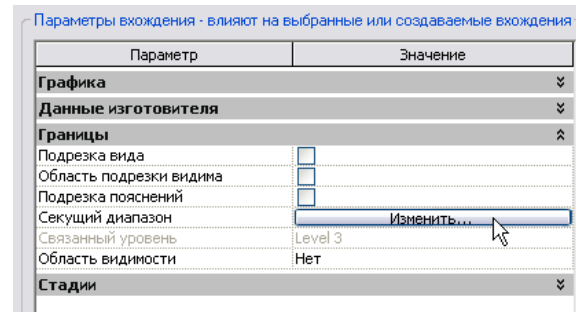 Параметры вхождения - влияют на выбранные или создаваемые вхождения
Параметр Значение
Графика
Данные изготовителя
Границы
Подрезка вида
Область подрезки видима
Подрезка пояснений
Секущий диапазон Изменить...
Связанный уровень Level 3
Область видимости Нет
Стадии